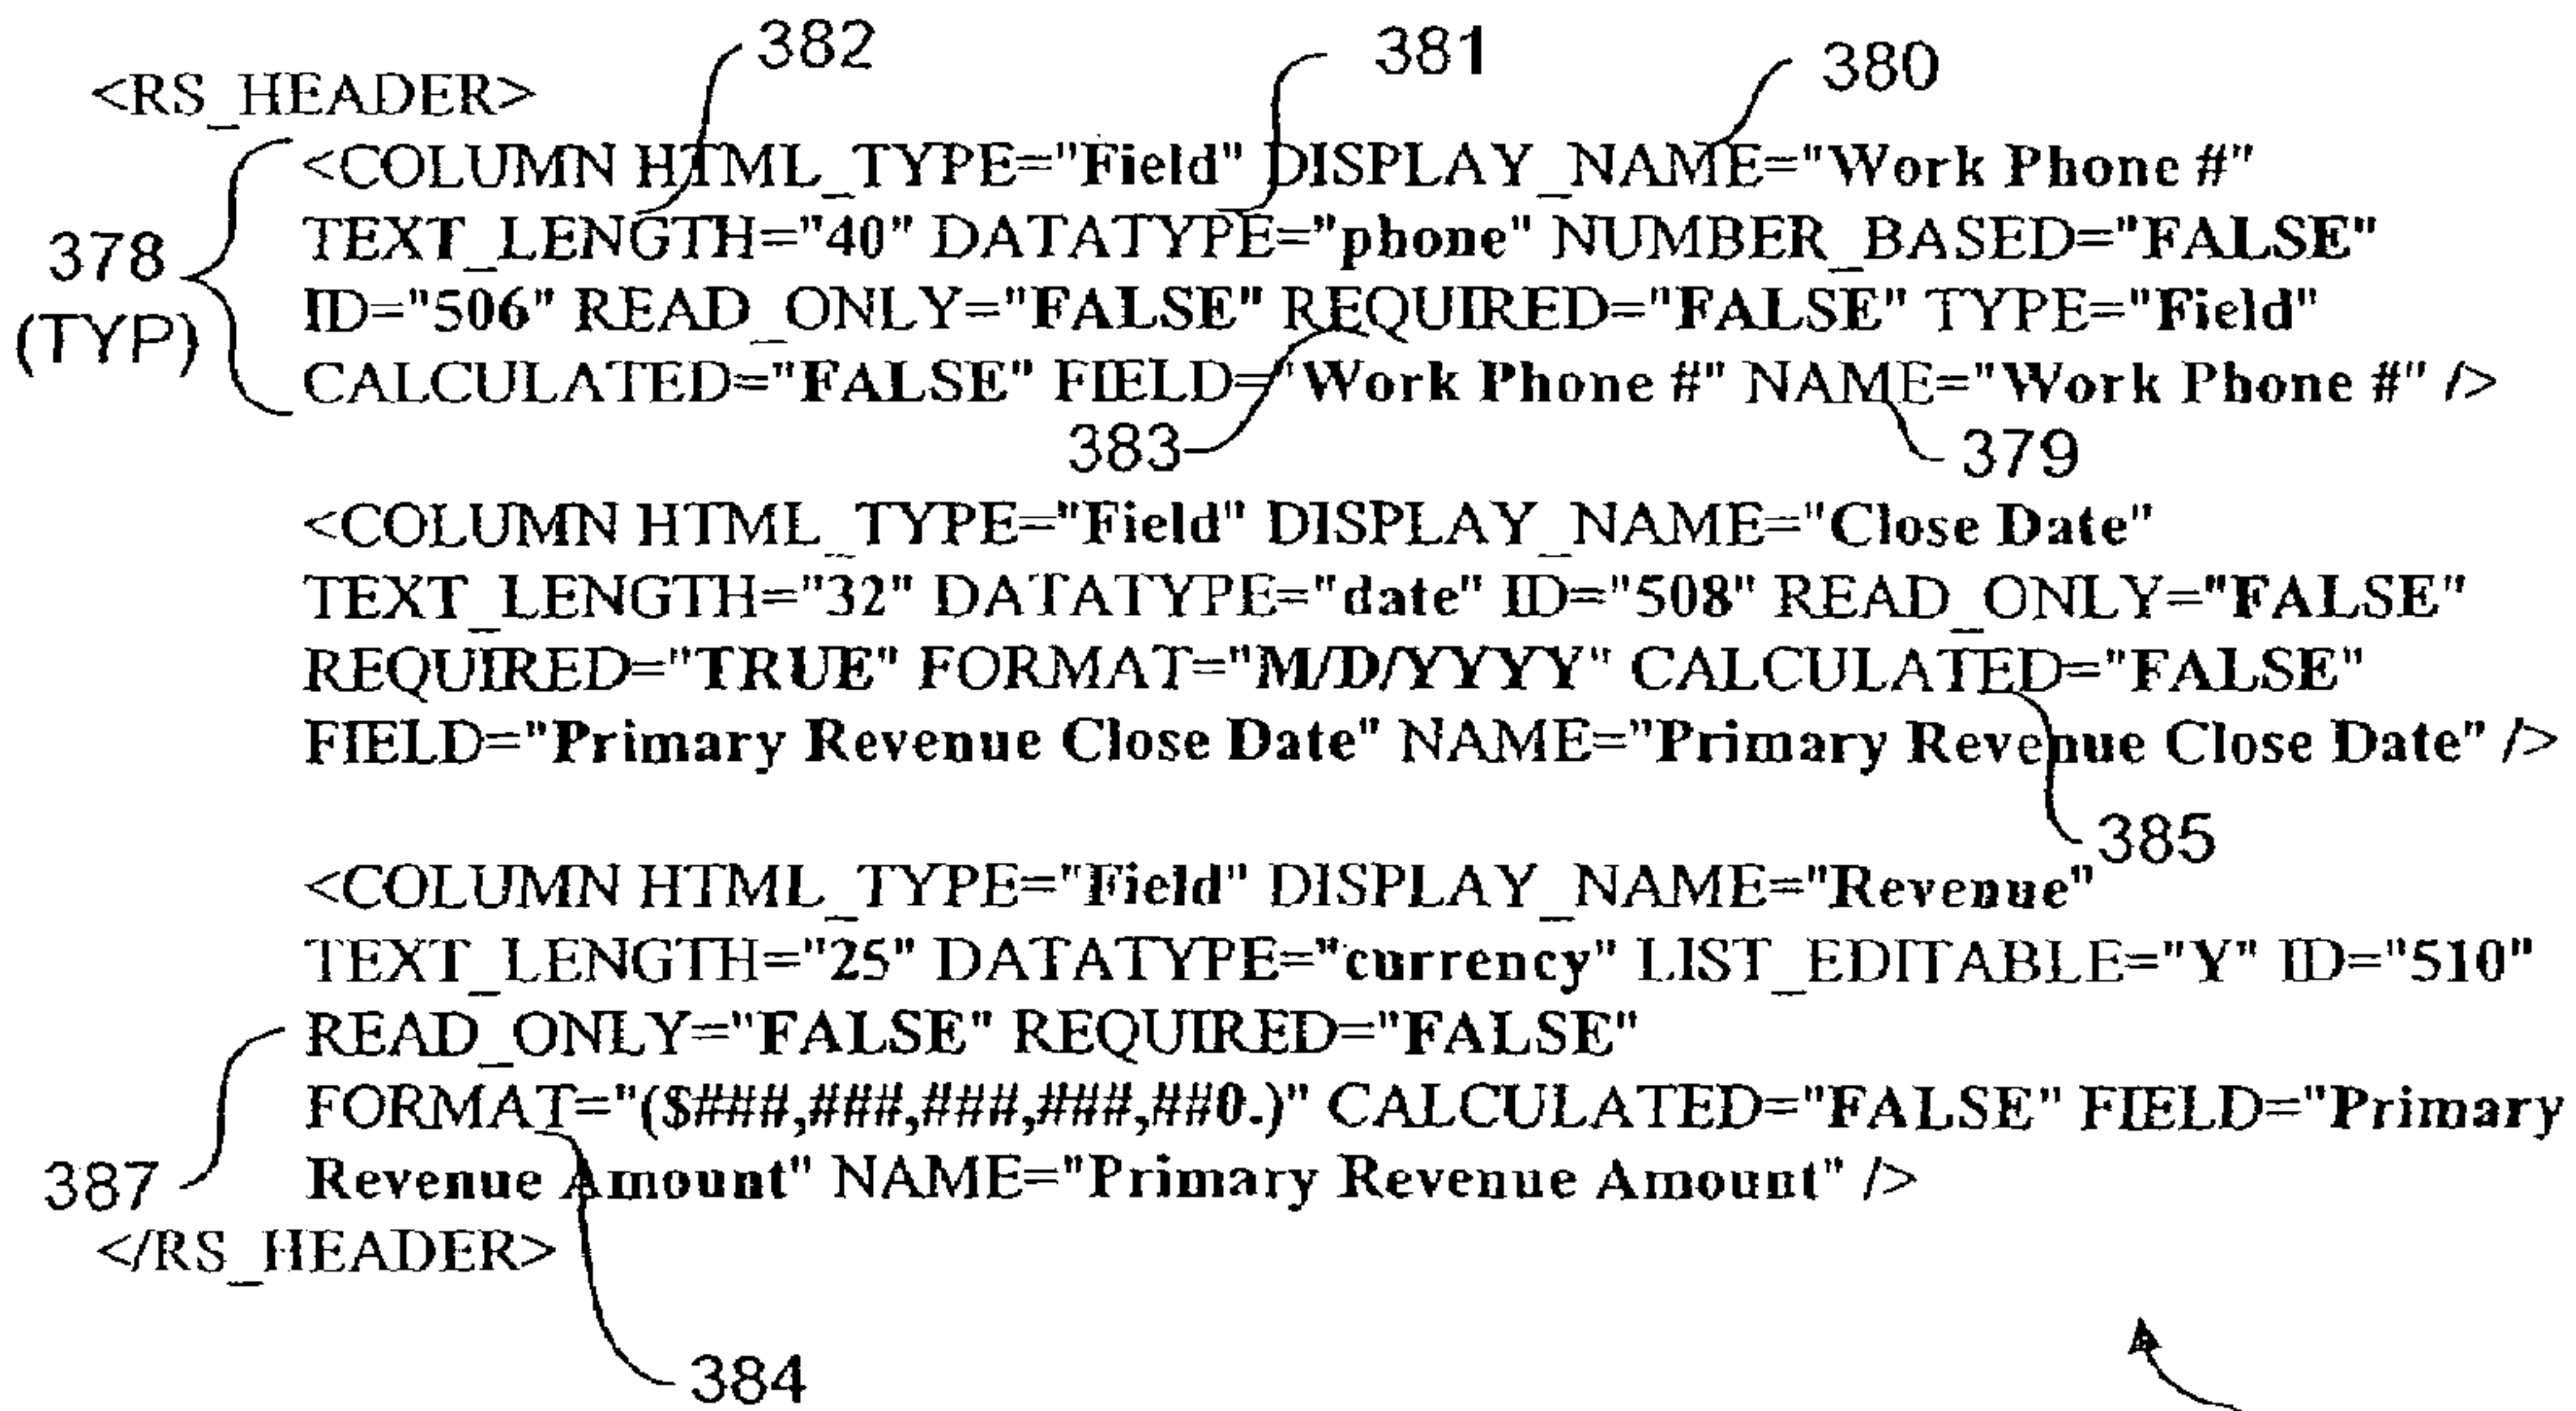 382
381
380
<RS_HEADER>
<COLUMN HTML_TYPE="Field" DISPLAY_NAME="Work Phone #"
TEXT_LENGTH="40" DATATYPE="phone" NUMBER_BASED="FALSE"
378
(TYP)
ID="506" READ_ONLY="FALSE" REQUIRED="FALSE" TYPE="Field"
CALCULATED="FALSE" FIELD="Work Phone #" NAME="Work Phone #" />
383
379
<COLUMN HTML_TYPE="Field" DISPLAY_NAME="Close Date"
TEXT_LENGTH="32" DATATYPE="date" ID="508" READ_ONLY="FALSE"
REQUIRED="TRUE" FORMAT="M/D/YYYY" CALCULATED="FALSE"
FIELD="Primary Revenue Close Date" NAME="Primary Revenue Close Date" />
385
<COLUMN HTML_TYPE="Field" DISPLAY_NAME="Revenue"
TEXT_LENGTH="25" DATATYPE="currency" LIST_EDITABLE="Y" ID="510"
READ_ONLY="FALSE" REQUIRED="FALSE"
FORMAT="($###,###,###,###,##0.)" CALCULATED="FALSE" FIELD="Primary
387
Revenue Amount" NAME="Primary Revenue Amount" />
</RS_HEADER>
384